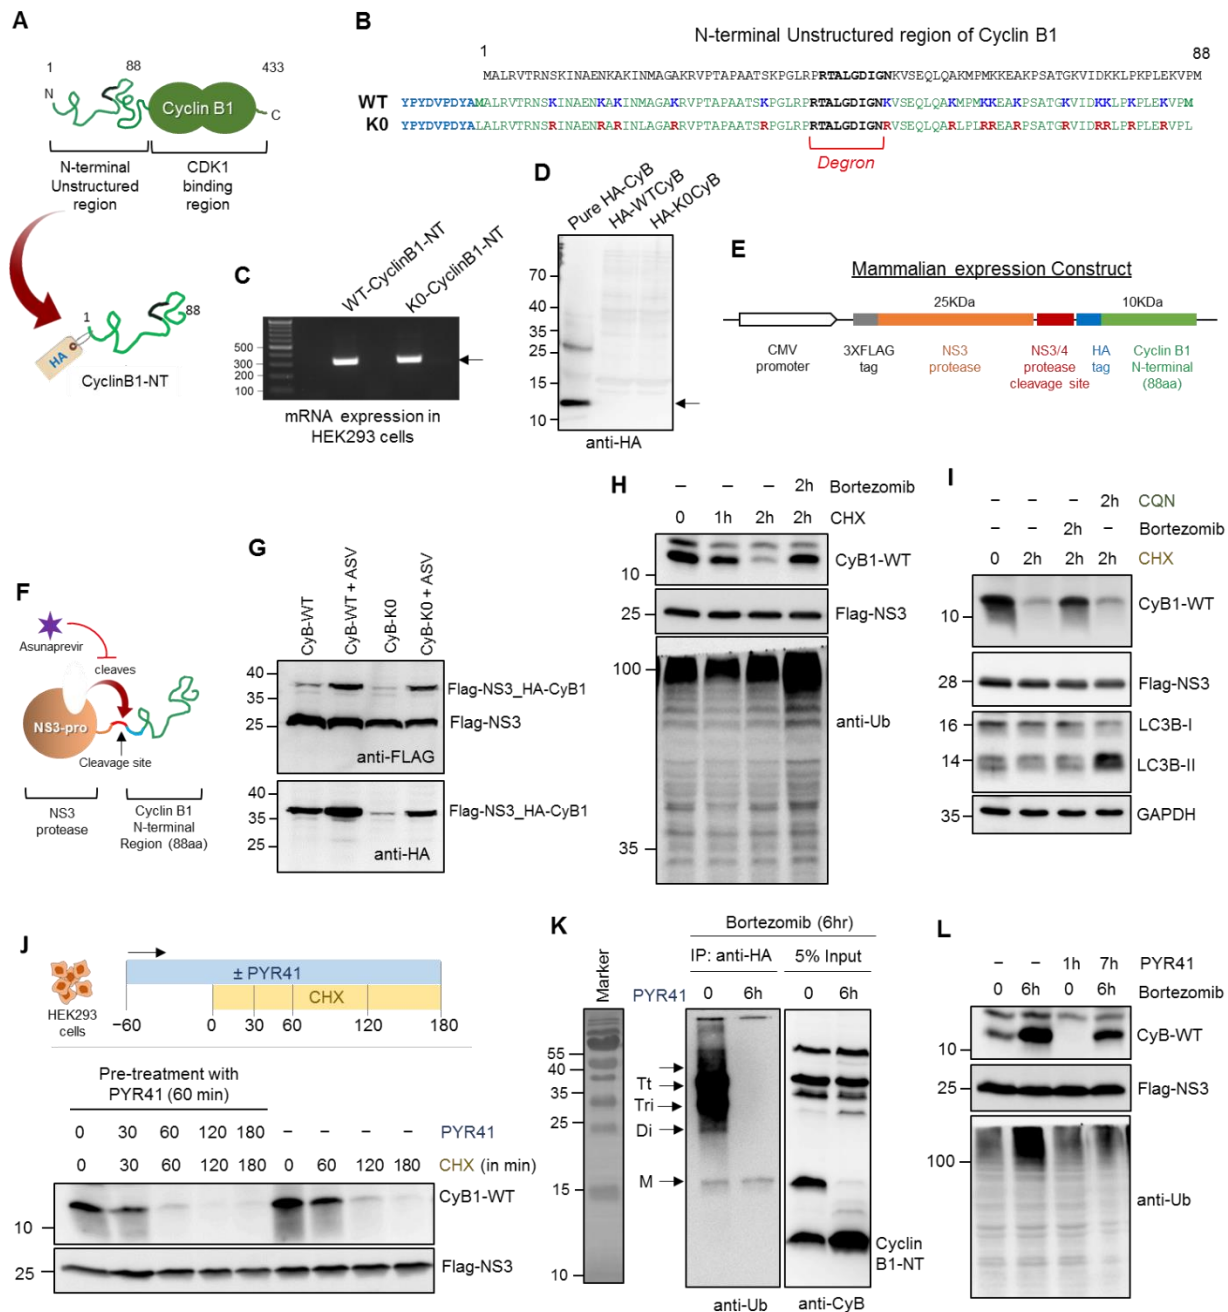 A
1
88
433
N
Cyclin B1
C
N-terminal
Unstructured
region
CDK1
binding
region
HA
1
88
CyclinB1-NT
B
N-terminal Unstructured region of Cyclin B1
1
88
MALRVTRNSKINAENKAKINMAGAKRVPTAPAATSKPGLRPRTALGDIGNKVSEQLQAKMPMKKEAKPSATGKVIDKKLPKPLEKVPM
WT YPYDVPDYAMALRVTRNSKINAENKAKINMAGAKRVPTAPAATSKPGLRPRTALGDIGNKVSEQLQAKMPMKKEAKPSATGKVIDKKLPKPLEKVPM
K0 YPYDVPDYALALRVTRNSRINAENRARINLAGARRVPTAPAATSRPGLRPRTALGDIGNRVSEQLQARLPLRREARPSATGRVIDRRLPRPLERVPL
Degron
C
WT-CyclinB1-NT
K0-CyclinB1-NT
500
300
200
100
mRNA expression in
HEK293 cells
D
Pure HA-CyB
HA-WTCyB
HA-K0CyB
70
40
35
25
15
10
anti-HA
E
Mammalian expression Construct
25KDa
10KDa
CMV
promoter
3XFLAG
tag
NS3
protease
NS3/4
protease
cleavage site
HA
tag
Cyclin B1
N-terminal
(88aa)
F
Asunaprevir
cleaves
NS3-pro
Cleavage site
NS3
protease
Cyclin B1
N-terminal
Region (88aa)
G
CyB-WT
CyB-WT + ASV
CyB-K0
CyB-K0 + ASV
40
35
25
Flag-NS3_HA-CyB1
Flag-NS3
anti-FLAG
40
35
25
Flag-NS3_HA-CyB1
anti-HA
H
– – – 2h Bortezomib
0 1h 2h 2h CHX
10
CyB1-WT
25
Flag-NS3
100
35
anti-Ub
I
– – – 2h CQN
– – 2h – Bortezomib
0 2h 2h 2h CHX
10
CyB1-WT
28
Flag-NS3
16
LC3B-I
14
LC3B-II
35
GAPDH
J
± PYR41
CHX
HEK293
cells
−60 0 30 60 120 180
Pre-treatment with
PYR41 (60 min)
0 30 60 120 180 – – – – PYR41
0 30 60 120 180 0 60 120 180 CHX (in min)
CyB1-WT
10
25
Flag-NS3
K
Bortezomib (6hr)
IP: anti-HA
5% Input
Marker
PYR41 0 6h 0 6h
55
40
35
25
15
10
Tt
Tri
Di
M
Cyclin
B1-NT
anti-Ub
anti-CyB
L
– – 1h 7h PYR41
0 6h 0 6h Bortezomib
10
CyB-WT
25
Flag-NS3
100
anti-Ub